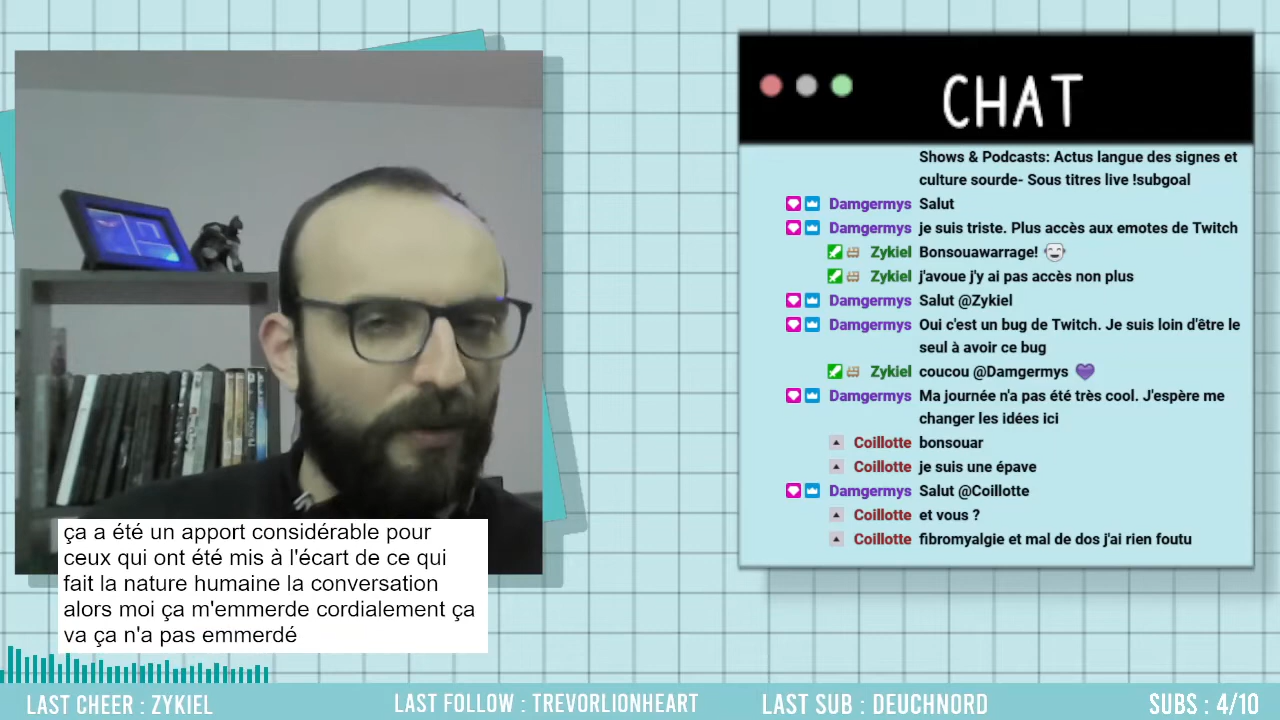 CHAT
Shows & Podcasts: Actus langue des signes et
culture sourde- Sous titres live !subgoal
Damgermys Salut
Damgermys je suis triste. Plus accès aux emotes de Twitch
Zykiel Bonsouawarrage!
Zykiel j'avoue j'y ai pas accès non plus
Damgermys Salut @Zykiel
Damgermys Oui c'est un bug de Twitch. Je suis loin d'être le
seul à avoir ce bug
Zykiel coucou @Damgermys
Damgermys Ma journée n'a pas été très cool. J'espère me
changer les idées ici
Coillotte bonsouar
Coillotte je suis une épave
Damgermys Salut @Coillotte
Coillotte et vous ?
Coillotte fibromyalgie et mal de dos j'ai rien foutu
ça a été un apport considérable pour
ceux qui ont été mis à l'écart de ce qui
fait la nature humaine la conversation
alors moi ça m'emmerde cordialement ça
va ça n'a pas emmerdé
LAST CHEER : ZYKIEL LAST FOLLOW : TREVORLIONHEART LAST SUB : DEUCHNORD SUBS : 4/10